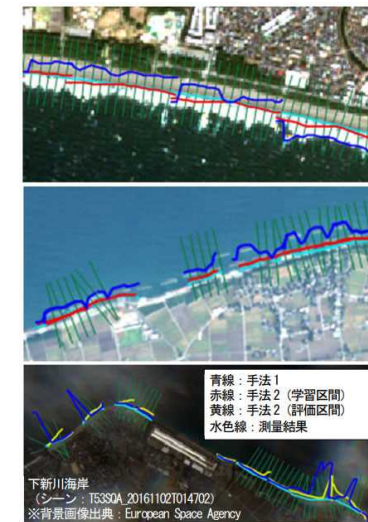 青線：手法１
赤線：手法２（学習区間）
黄線：手法２（評価区間）
水色線：測量結果
下新川海岸
（シーン：T53SQA_20161102T014702）
※背景画像出典：European Space Agency